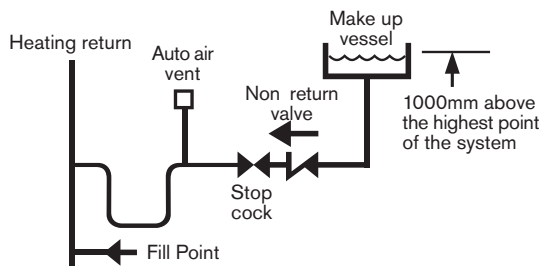 Make up
vessel
Heating return
Auto air
vent
Non return
valve
1000mm above
the highest point
of the system
Stop
cock
Fill Point